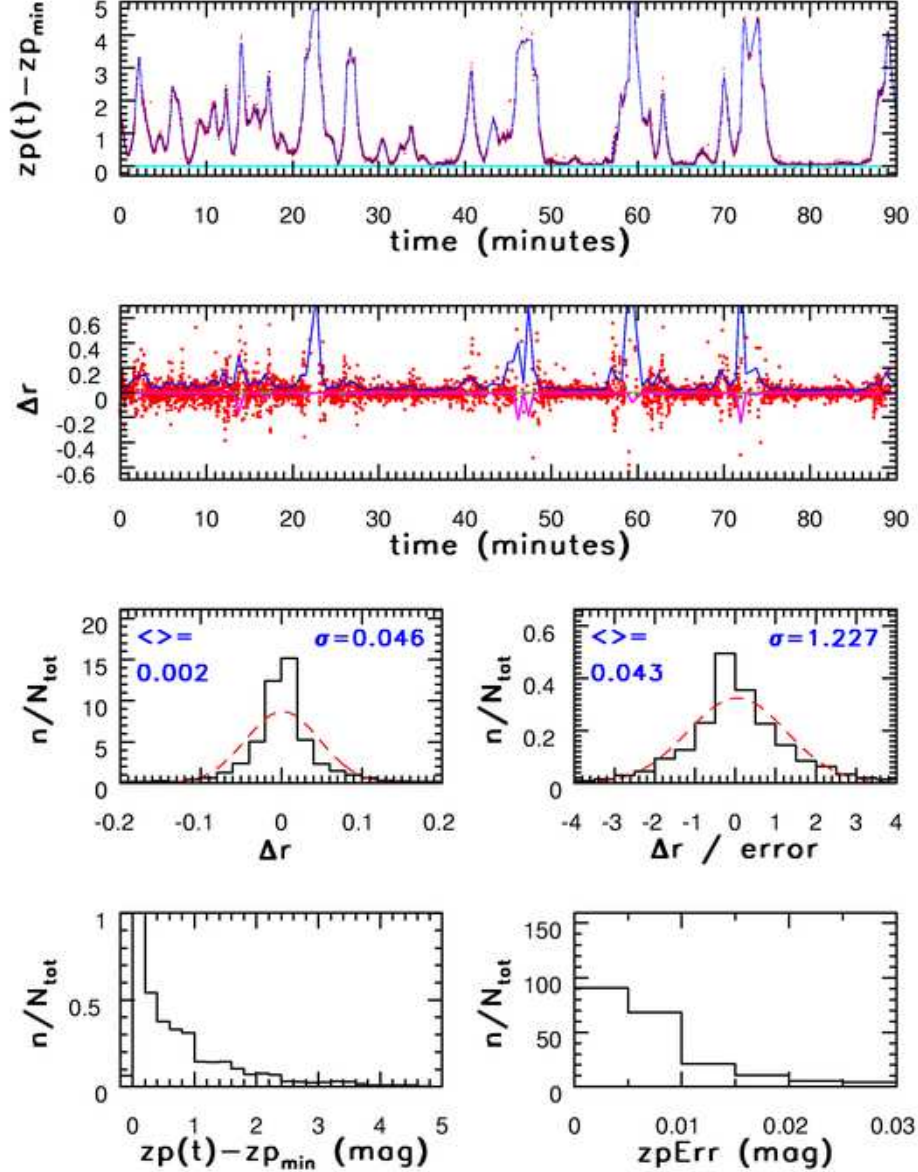 zp(t)-zp_min
5
4
3
2
1
0
0 10 20 30 40 50 60 70 80 90
time (minutes)
Δr
0.6
0.4
0.2
0
-0.2
-0.4
-0.6
0 10 20 30 40 50 60 70 80 90
time (minutes)
n/N_tot
20
15
10
5
0
<>= σ=0.046
0.002
-0.2 -0.1 0 0.1 0.2
Δr
n/N_tot
0.6
0.4
0.2
0
<>= σ=1.227
0.043
-4 -3 -2 -1 0 1 2 3 4
Δr / error
n/N_tot
1
0.5
0
1 2 3 4 5
zp(t)-zp_min (mag)
n/N_tot
150
100
50
0
0 0.01 0.02 0.03
zpErr (mag)